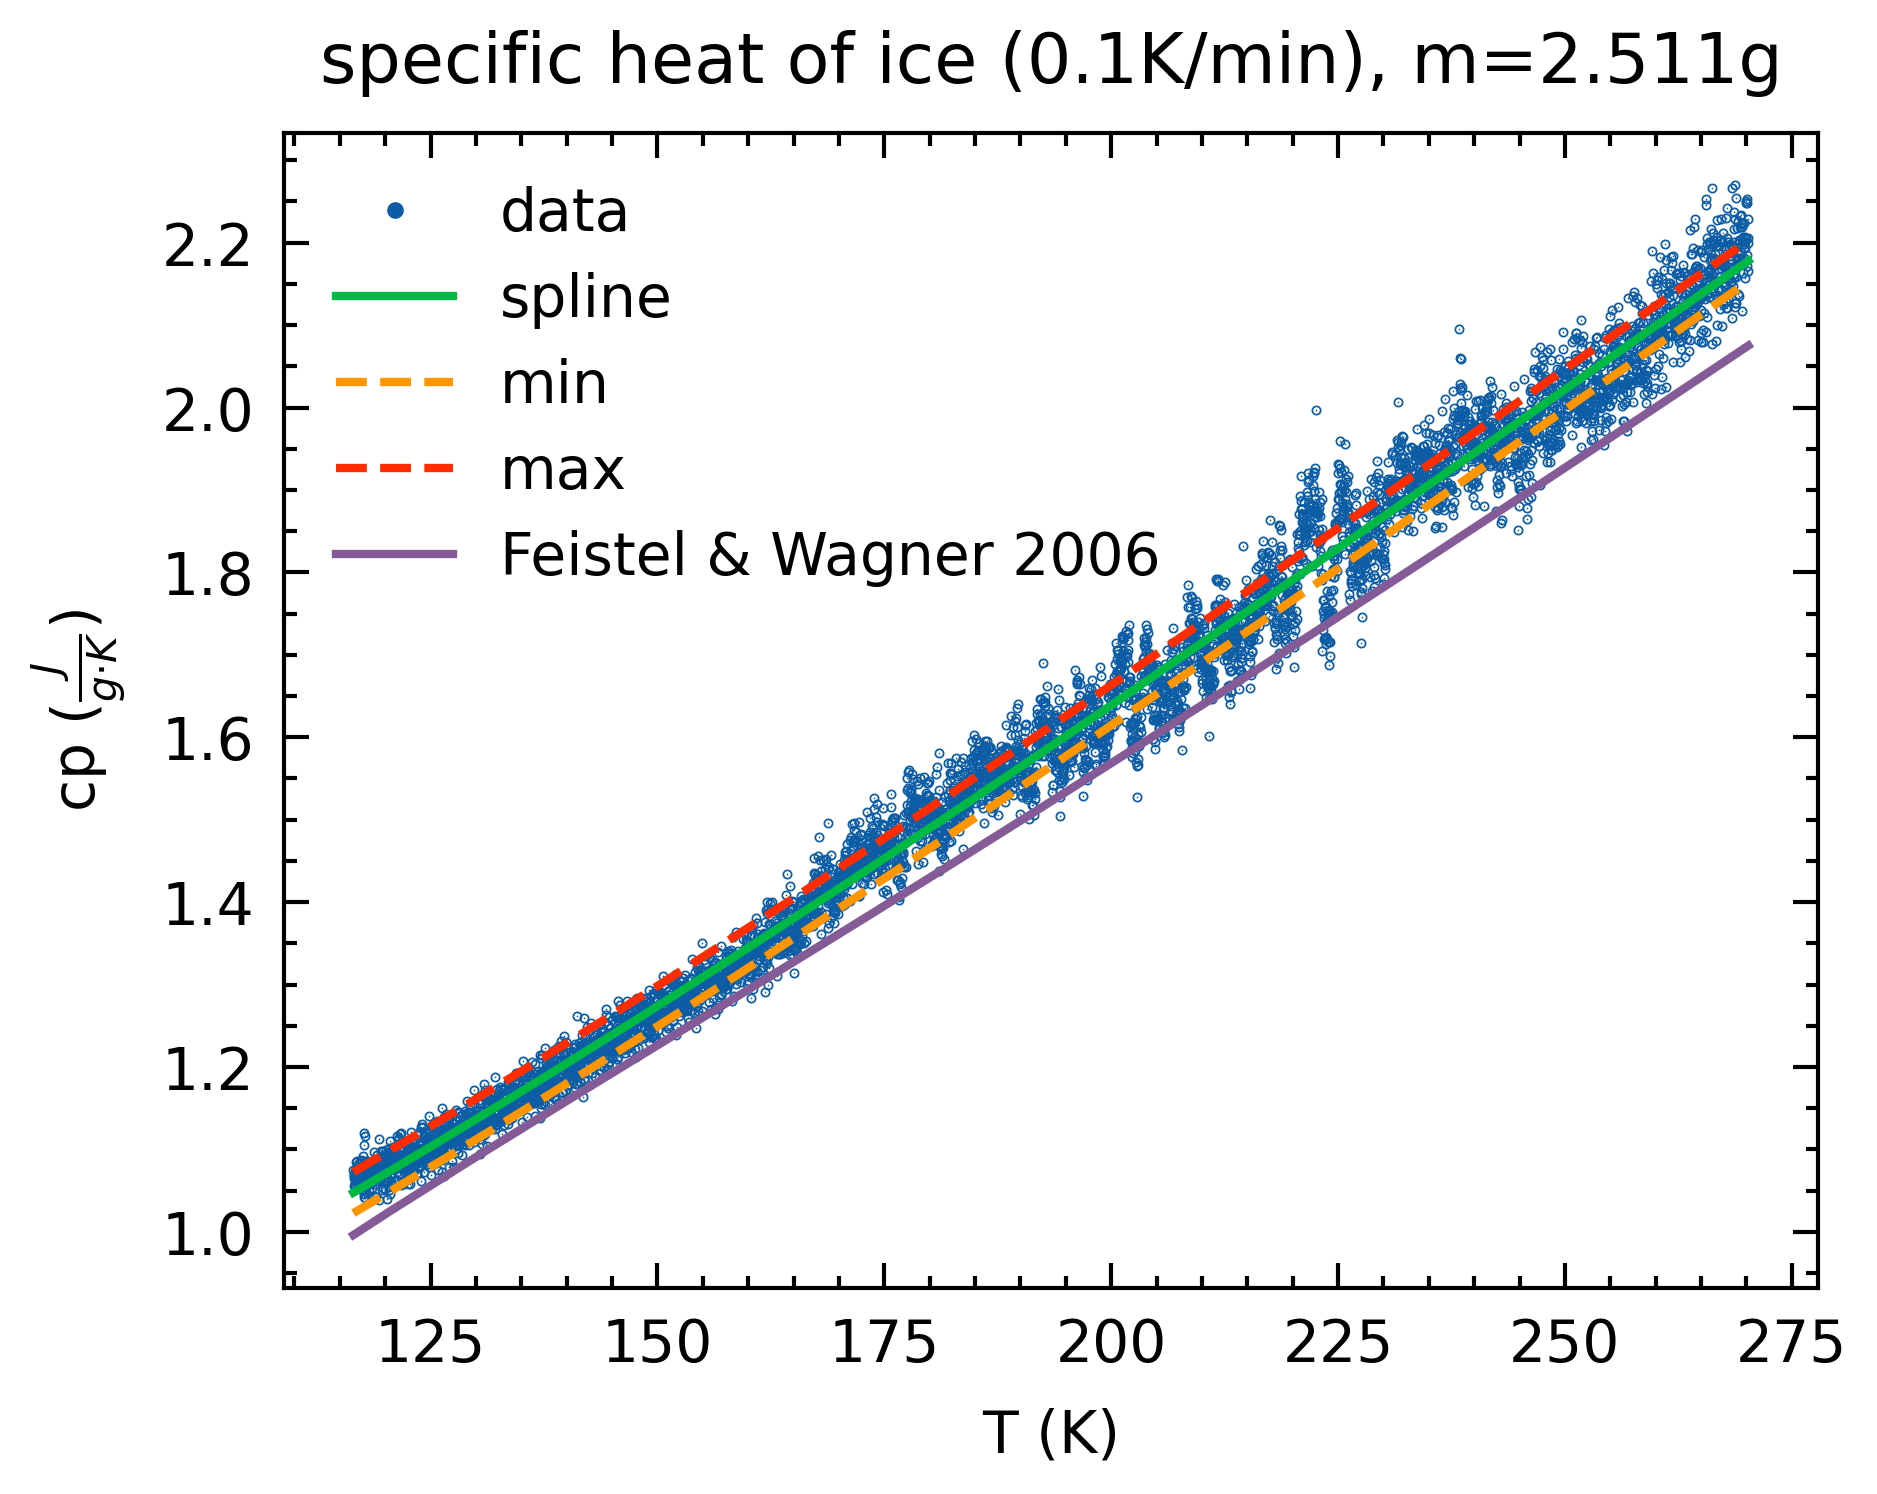 specific heat of ice (0.1K/min), m=2.511g
data
spline
min
max
Feistel & Wagner 2006
2.2
2.0
1.8
1.6
1.4
1.2
1.0
cp (J/g·K)
125 150 175 200 225 250 275
T (K)